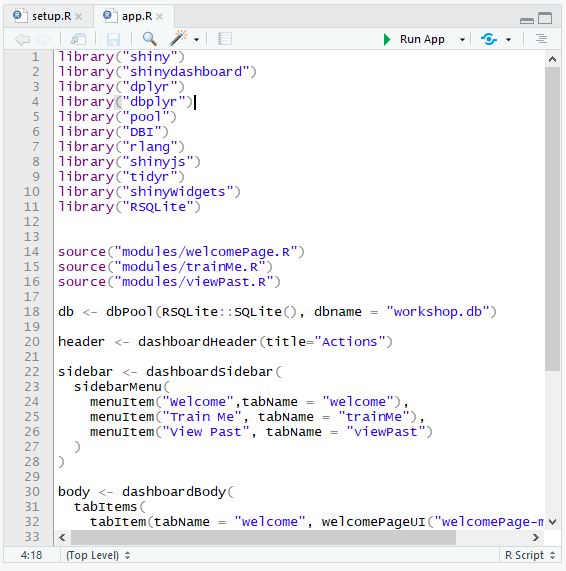 setup.R
app.R
Run App
1 library("shiny")
2 library("shinydashboard")
3 library("dplyr")
4 library("dbplyr")
5 library("pool")
6 library("DBI")
7 library("rlang")
8 library("shinyjs")
9 library("tidyr")
10 library("shinyWidgets")
11 library("RSQLite")
12
13
14 source("modules/welcomePage.R")
15 source("modules/trainMe.R")
16 source("modules/viewPast.R")
17
18 db <- dbPool(RSQLite::SQLite(), dbname = "workshop.db")
19
20 header <- dashboardHeader(title="Actions")
21
22 sidebar <- dashboardSidebar(
23   sidebarMenu(
24     menuItem("Welcome",tabName = "welcome"),
25     menuItem("Train Me", tabName = "trainMe"),
26     menuItem("View Past", tabName = "viewPast")
27   )
28 )
29
30 body <- dashboardBody(
31   tabItems(
32     tabItem(tabName = "welcome", welcomePageUI("welcomePage-m
33
4:18 (Top Level) R Script